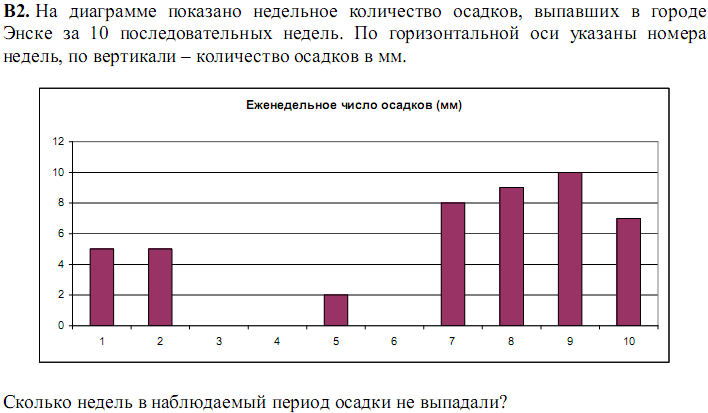 В2. На диаграмме показано недельное количество осадков, выпавших в городе
Энске за 10 последовательных недель. По горизонтальной оси указаны номера
недель, по вертикали – количество осадков в мм.
Еженедельное число осадков (мм)
12
10
8
6
4
2
0
1 2 3 4 5 6 7 8 9 10
Сколько недель в наблюдаемый период осадки не выпадали?